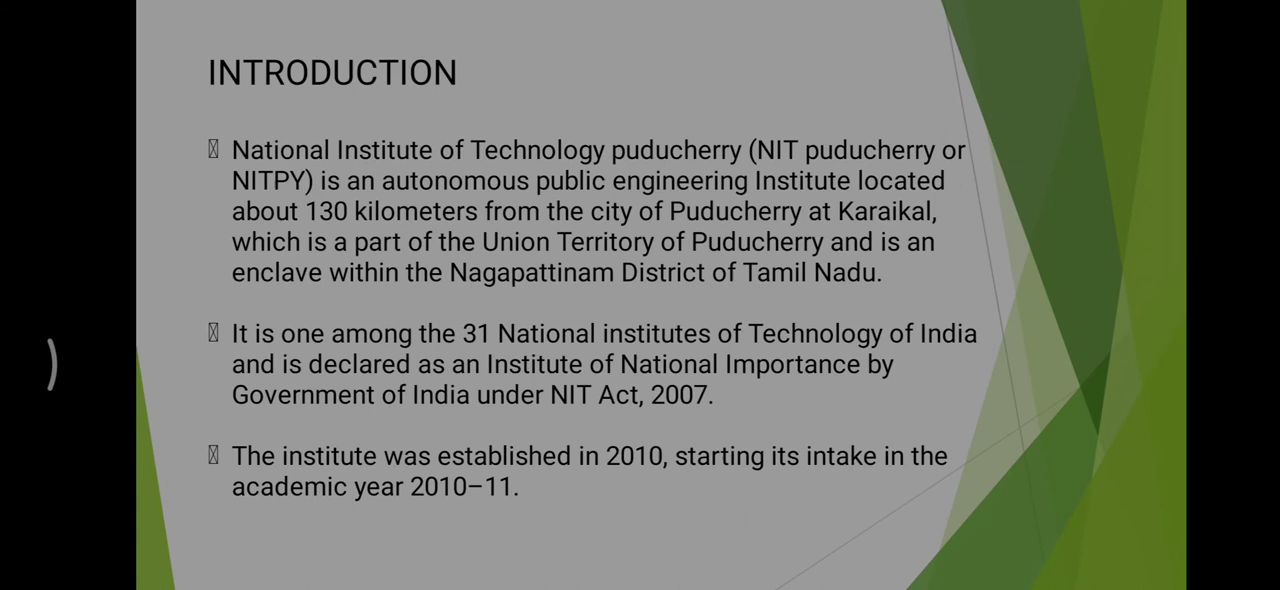 INTRODUCTION
National Institute of Technology puducherry (NIT puducherry or
NITPY) is an autonomous public engineering Institute located
about 130 kilometers from the city of Puducherry at Karaikal,
which is a part of the Union Territory of Puducherry and is an
enclave within the Nagapattinam District of Tamil Nadu.
It is one among the 31 National institutes of Technology of India
and is declared as an Institute of National Importance by
Government of India under NIT Act, 2007.
The institute was established in 2010, starting its intake in the
academic year 2010–11.